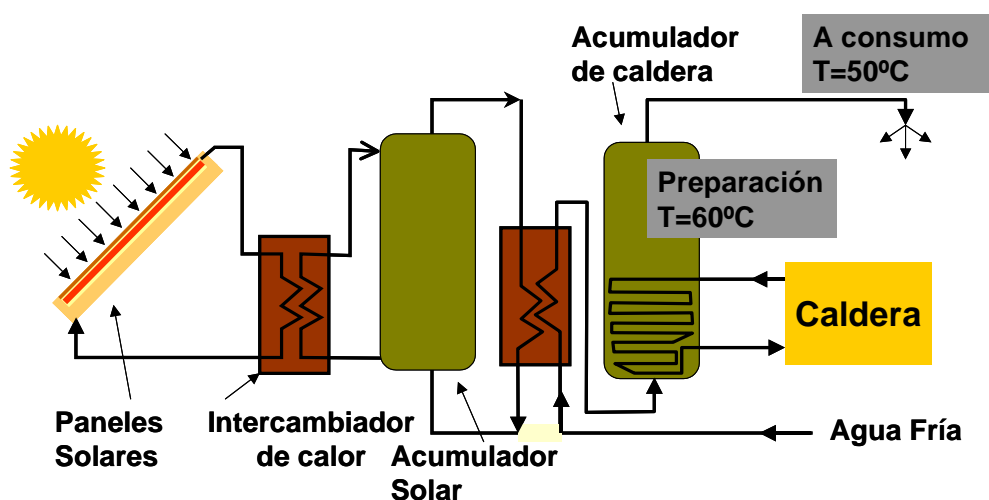 Acumulador
de caldera
A consumo
T=50ºC
Preparación
T=60ºC
Caldera
Paneles
Solares
Intercambiador
de calor
Acumulador
Solar
Agua Fría